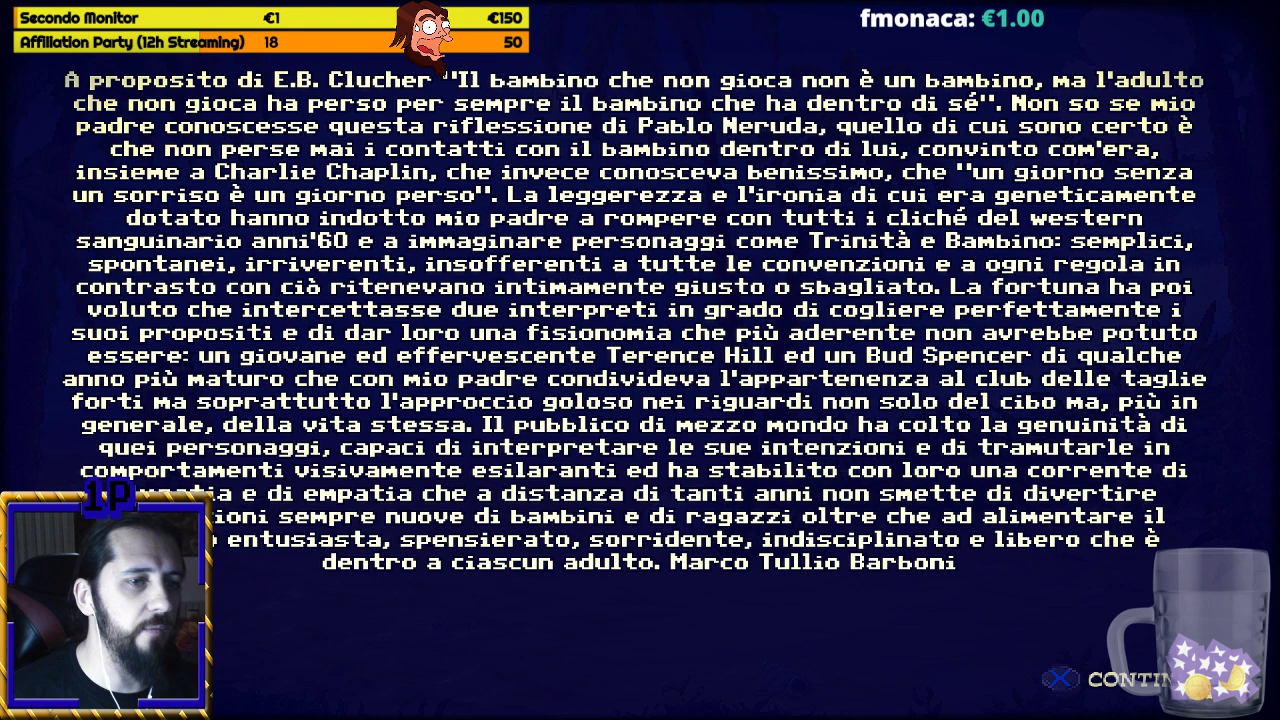 Secondo Monitor €1 €150
Affiliation Party (12h Streaming) 18 50
fmonaca: €1.00
A proposito di E.B. Clucher "Il bambino che non gioca non è un bambino, ma l'adulto
che non gioca ha perso per sempre il bambino che ha dentro di sé". Non so se mio
padre conoscesse questa riflessione di Pablo Neruda, quello di cui sono certo è
che non perse mai i contatti con il bambino dentro di lui, convinto com'era,
insieme a Charlie Chaplin, che invece conosceva benissimo, che "un giorno senza
un sorriso è un giorno perso". La leggerezza e l'ironia di cui era geneticamente
dotato hanno indotto mio padre a rompere con tutti i cliché del western
sanguinario anni'60 e a immaginare personaggi come Trinità e Bambino: semplici,
spontanei, irriverenti, insofferenti a tutte le convenzioni e a ogni regola in
contrasto con ciò ritenevano intimamente giusto o sbagliato. La fortuna ha poi
voluto che intercettasse due interpreti in grado di cogliere perfettamente i
suoi propositi e di dar loro una fisionomia che più aderente non avrebbe potuto
essere: un giovane ed effervescente Terence Hill ed un Bud Spencer di qualche
anno più maturo che con mio padre condivideva l'appartenenza al club delle taglie
forti ma soprattutto l'approccio goloso nei riguardi non solo del cibo ma, più in
generale, della vita stessa. Il pubblico di mezzo mondo ha colto la genuinità di
quei personaggi, capaci di interpretare le sue intenzioni e di tramutarle in
comportamenti visivamente esilaranti ed ha stabilito con loro una corrente di
e di empatia che a distanza di tanti anni non smette di divertire
sempre nuove di bambini e di ragazzi oltre che ad alimentare il
entusiasta, spensierato, sorridente, indisciplinato e libero che è
dentro a ciascun adulto. Marco Tullio Barboni
1P